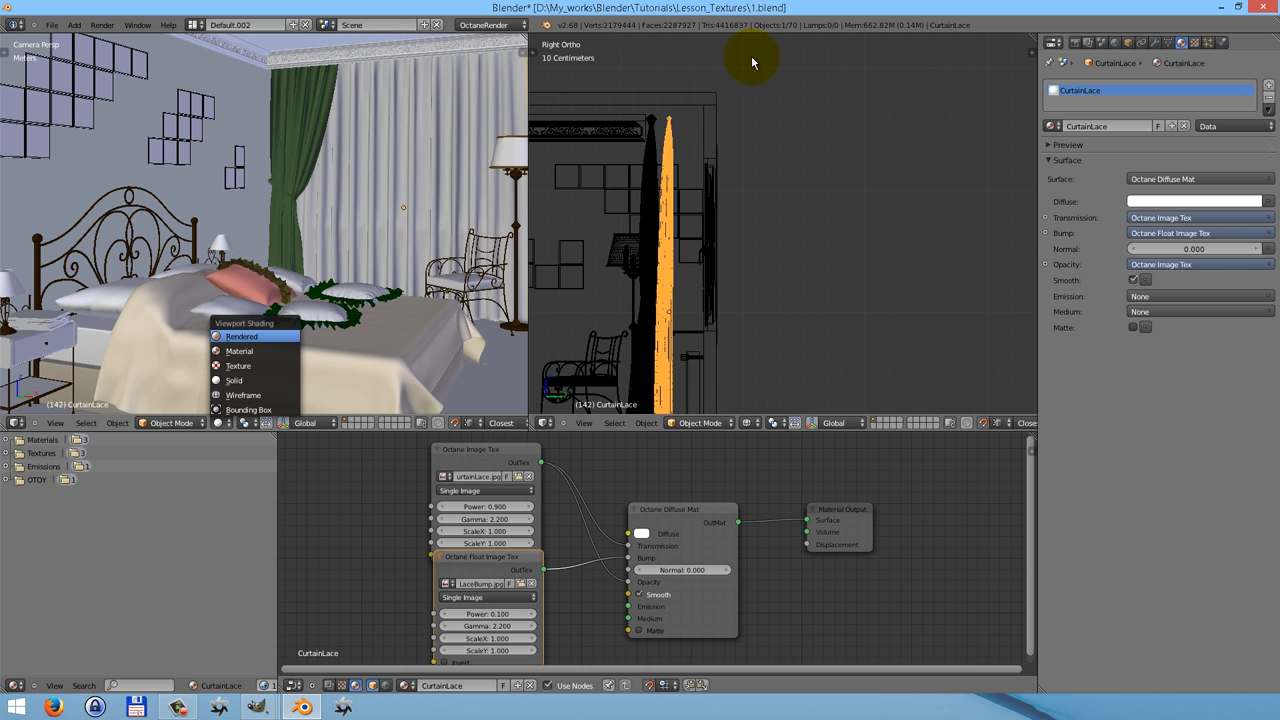 Blender* [D:\My_works\Blender\Tutorials\Lesson_Textures\1.blend]
File Render Window Help Default.002 Scene OctaneRender v2.68 | Verts:2179444 | Faces:2287927 | Tris:4416837 | Objects:1/70 | Lamps:0/0 | Mem:662.82M (0.14M) | CurtainLace
Camera Persp
Meters
(142) CurtainLace
Viewport Shading
Rendered
Material
Texture
Solid
Wireframe
Bounding Box
View Select Object Object Mode Global Closest
Right Ortho
10 Centimeters
(142) CurtainLace
View Select Object Object Mode Global Close
CurtainLace CurtainLace
CurtainLace
CurtainLace F Data
Preview
Surface
Surface: Octane Diffuse Mat
Diffuse:
Transmission: Octane Image Tex
Bump: Octane Float Image Tex
Normal: 0.000
Opacity: Octane Image Tex
Smooth:
Emission: None
Medium: None
Matte:
Materials 3
Textures 3
Emissions 1
OTOY 1
View Search CurtainLace 1
Octane Image Tex
OutTex
urtainLace.jpg F
Single Image
Power: 0.900
Gamma: 2.200
ScaleX: 1.000
ScaleY: 1.000
Octane Float Image Tex
OutTex
LaceBump.jpg F
Single Image
Power: 0.100
Gamma: 2.200
ScaleX: 1.000
ScaleY: 1.000
Invert
Octane Diffuse Mat
OutMat
Diffuse
Transmission
Bump
Normal: 0.000
Opacity
Smooth
Emission
Medium
Matte
Material Output
Surface
Volume
Displacement
CurtainLace
View Select Add Node CurtainLace F Use Nodes